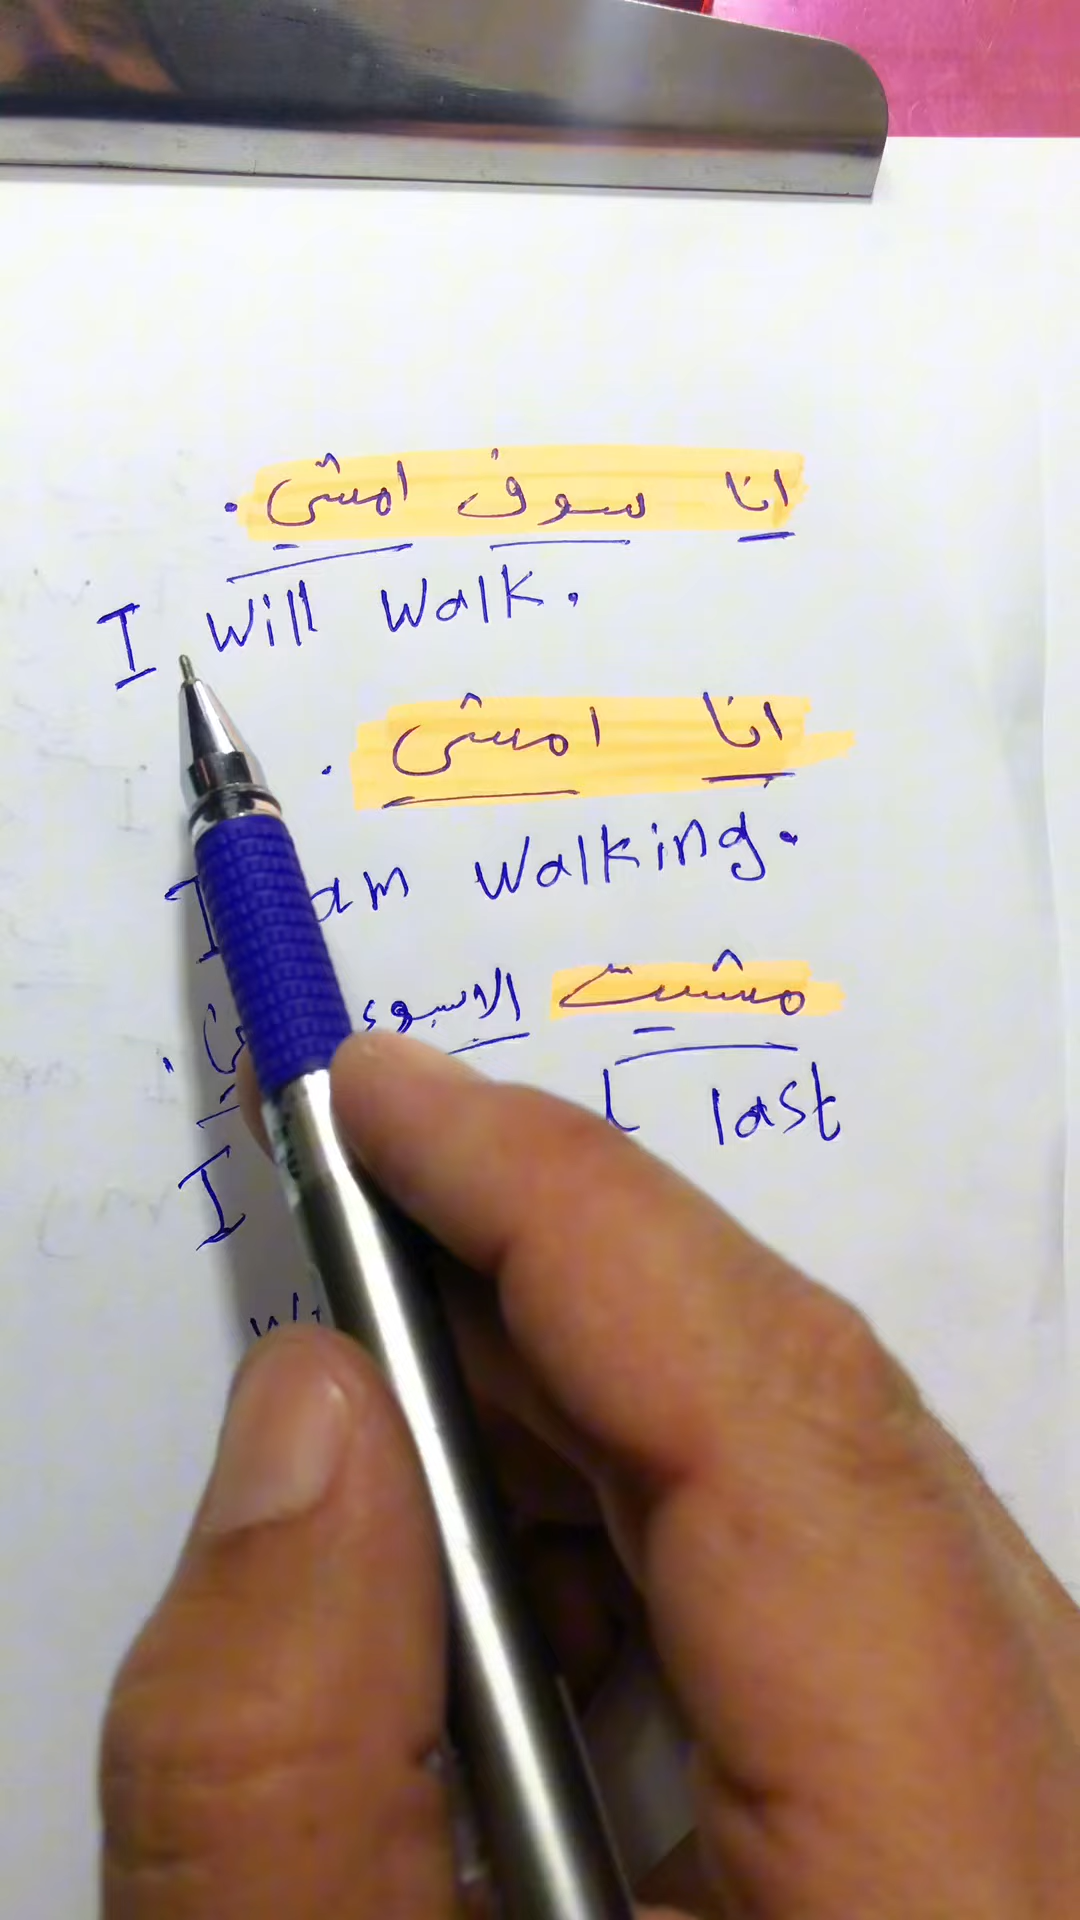 انا سوف امشي.
I will walk.
انا امشي.
I am walking.
مشيت الاسبوع
I last